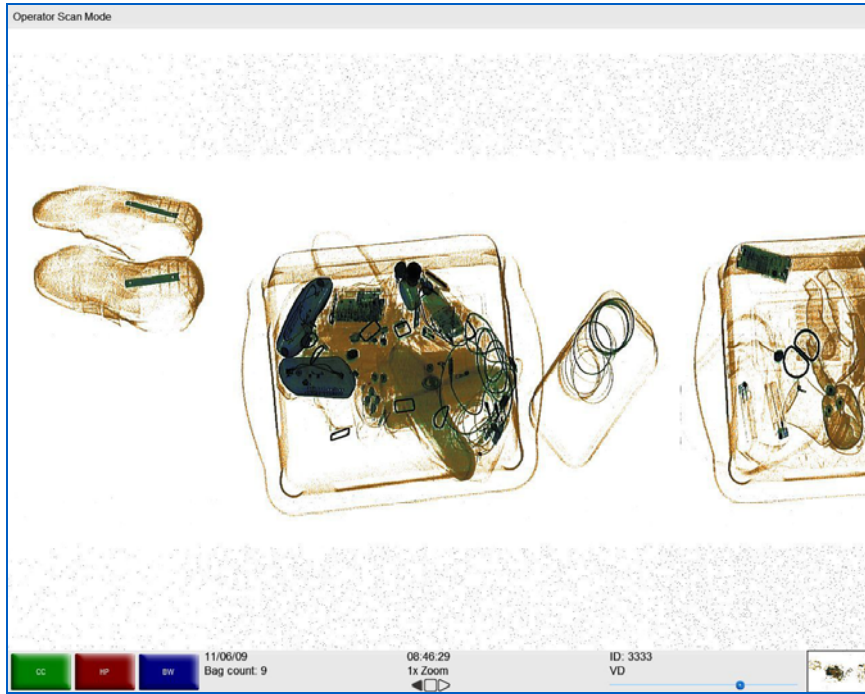 Operator Scan Mode
CC HP BW
11/06/09
Bag count: 9
08:46:29
1x Zoom
ID: 3333
VD